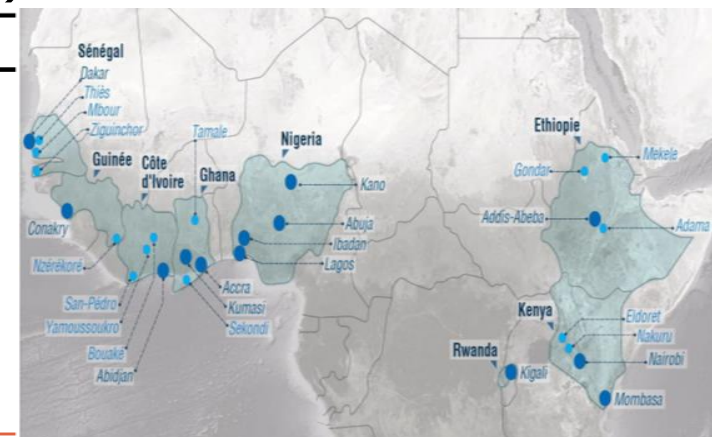 Sénégal
Dakar
Thiès
Mbour
Ziguinchor
Guinée
Conakry
Nzérékoré
Côte
d'Ivoire
San-Pédro
Yamoussoukro
Bouaké
Abidjan
Tamale
Ghana
Accra
Kumasi
Sekondi
Nigeria
Kano
Abuja
Ibadan
Lagos
Ethiopie
Gondar
Mekele
Addis-Abeba
Adama
Kenya
Eldoret
Nakuru
Nairobi
Mombasa
Rwanda
Kigali